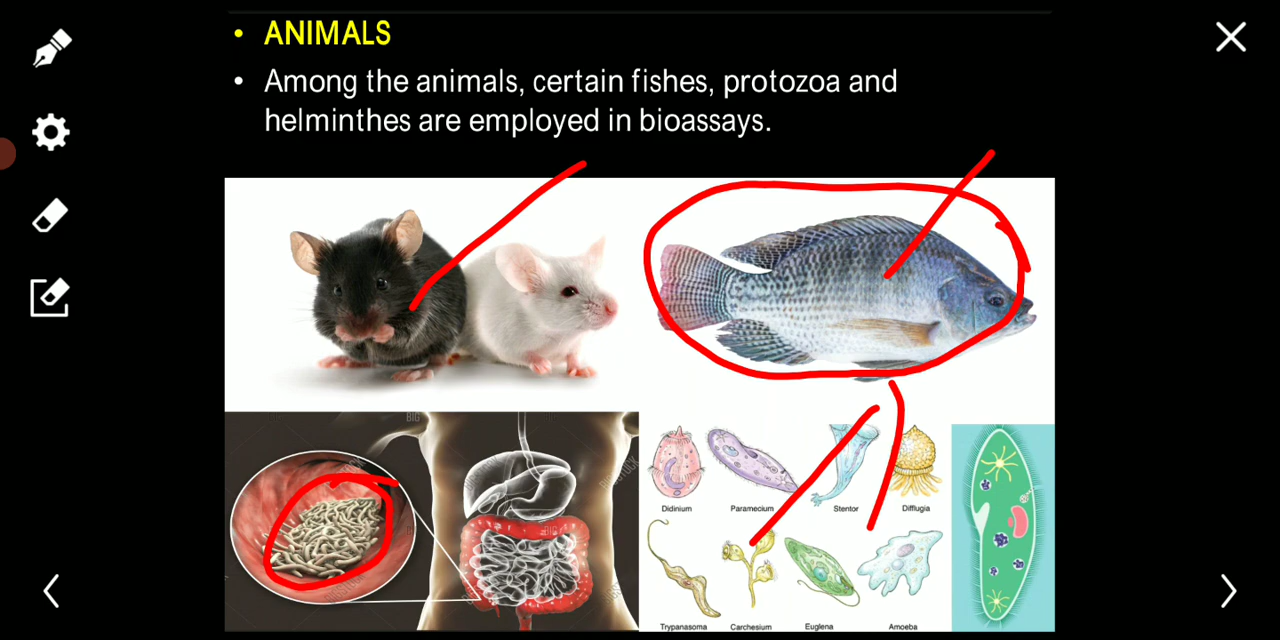 ANIMALS
Among the animals, certain fishes, protozoa and
helminthes are employed in bioassays.
Didinium Paramecium Stentor Difflugia
Trypanasoma Carchesium Euglena Amoeba